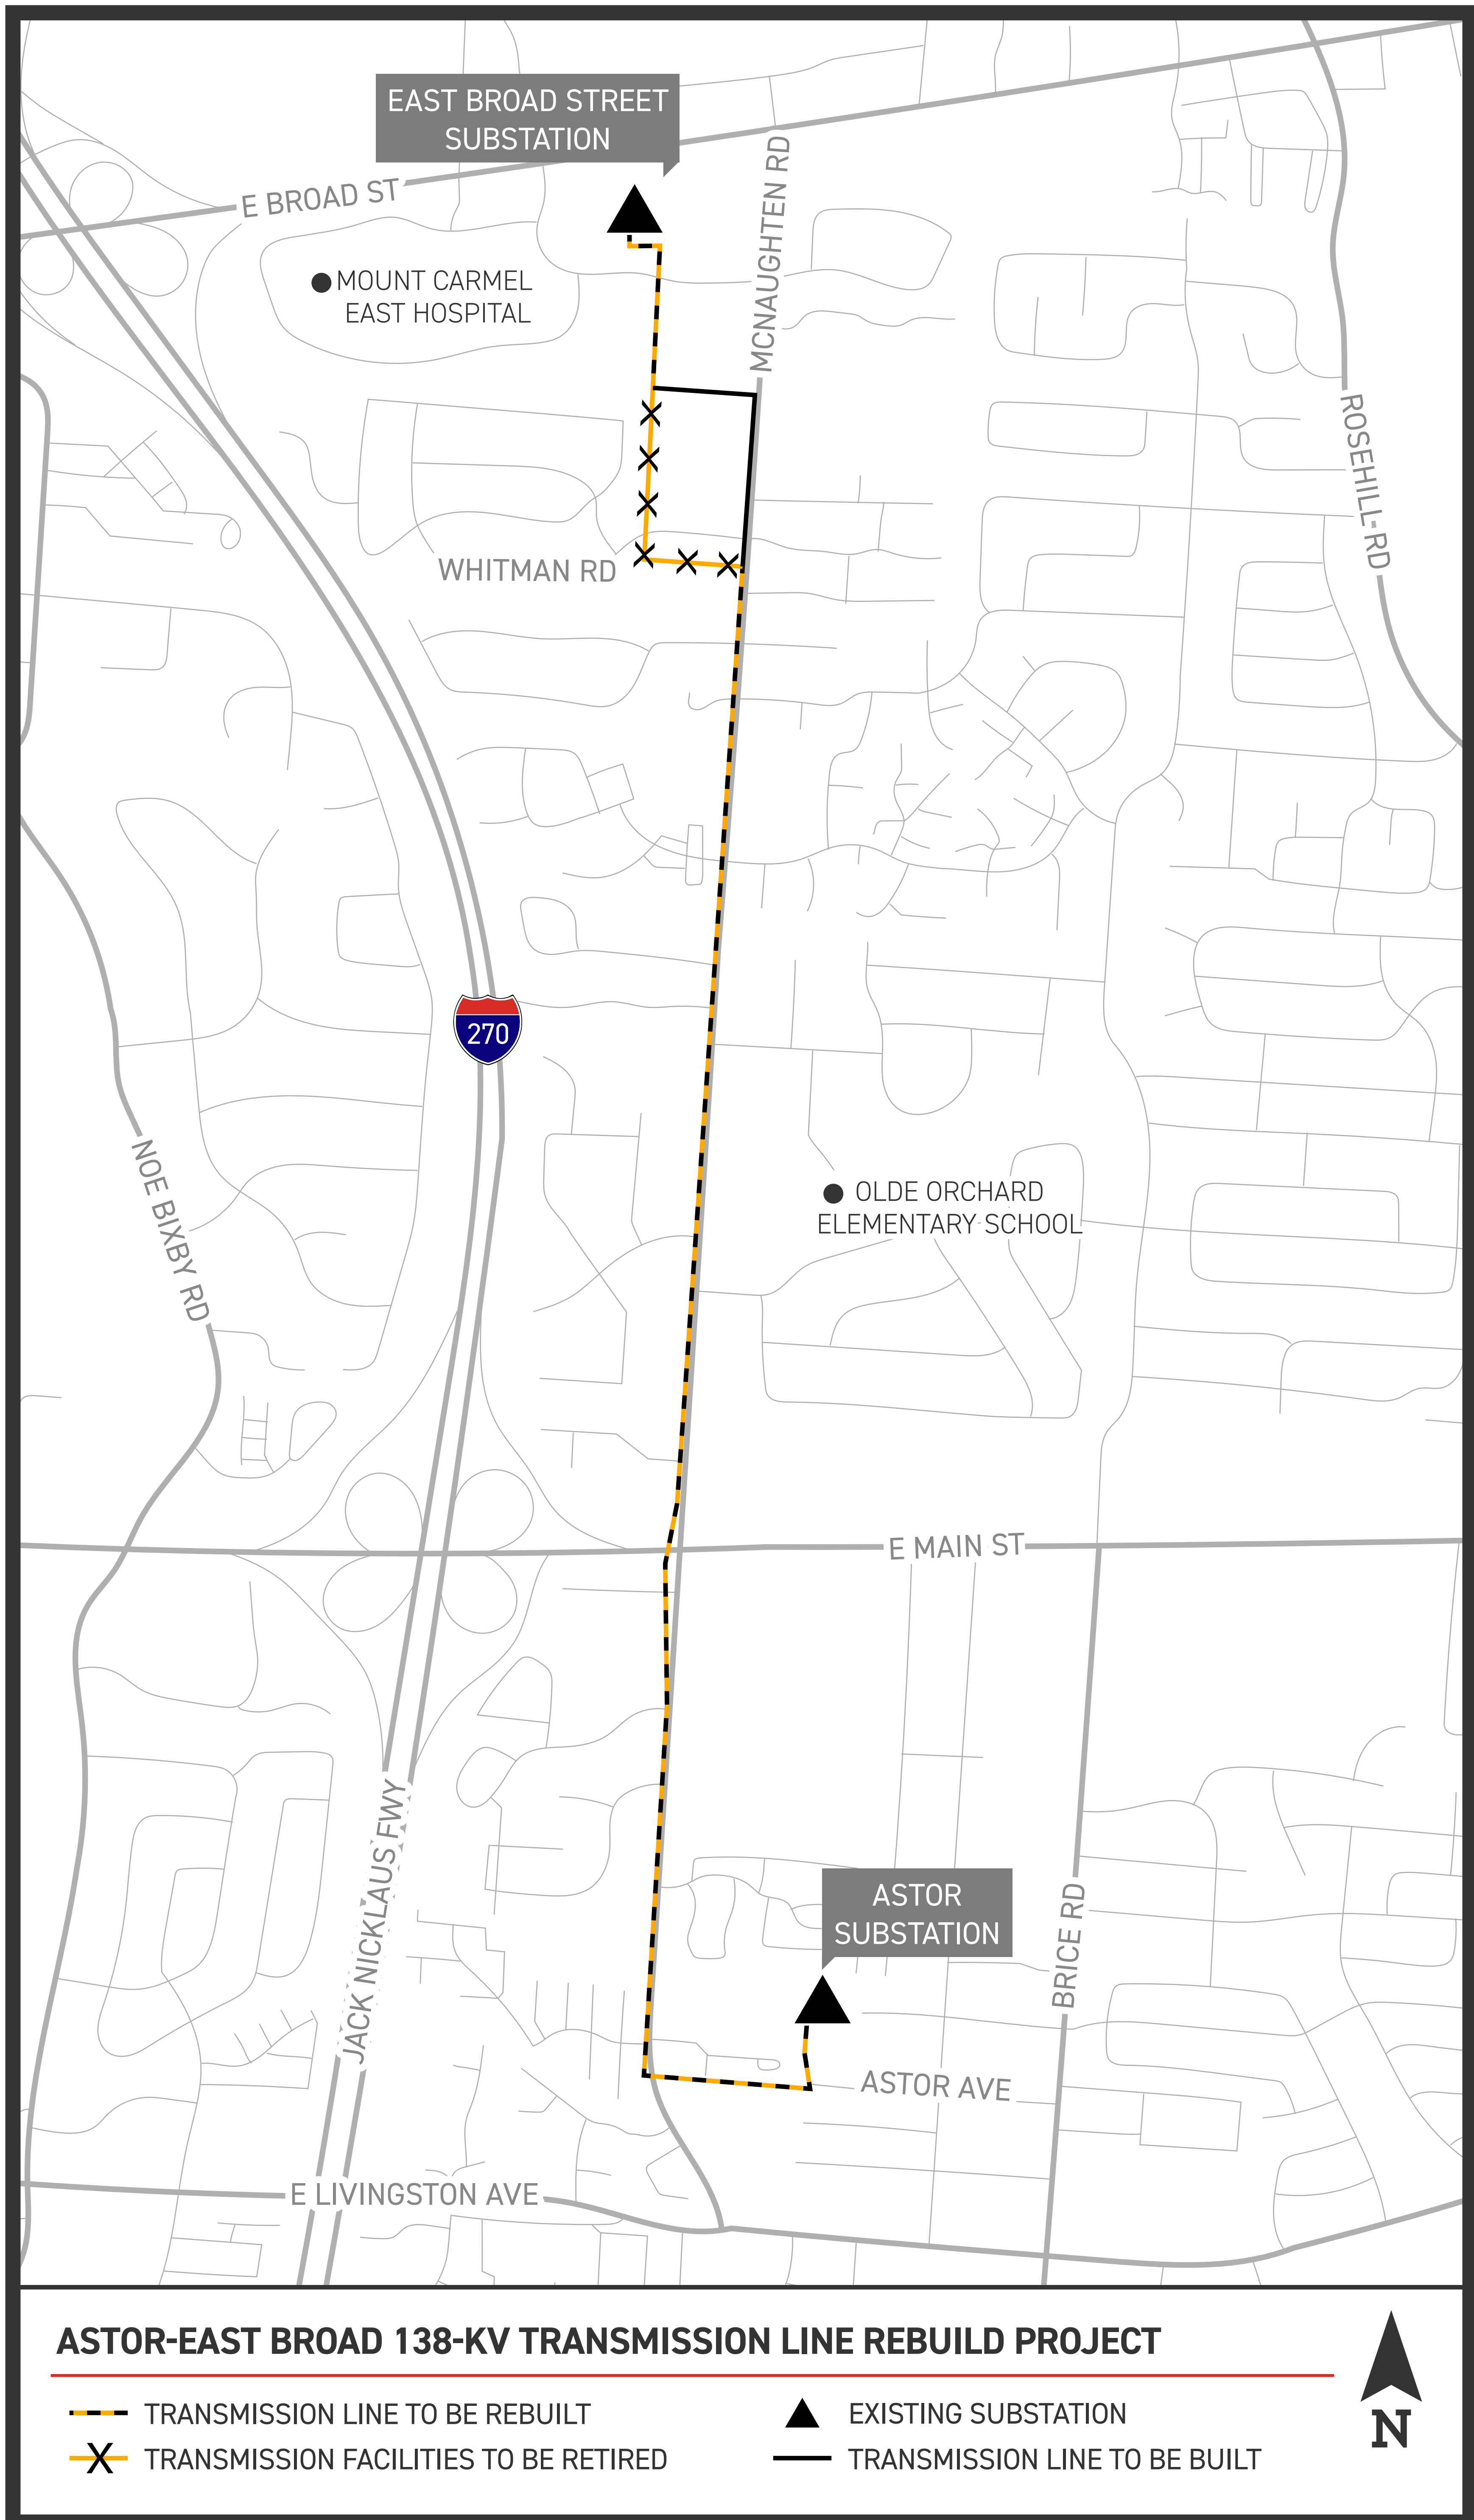 EAST BROAD STREET
SUBSTATION
E BROAD ST
MCNAUGHTEN RD
MOUNT CARMEL
EAST HOSPITAL
ROSEHILL RD
WHITMAN RD
270
NOE BIXBY RD
OLDE ORCHARD
ELEMENTARY SCHOOL
E MAIN ST
JACK NICKLAUS FWY
ASTOR
SUBSTATION
BRICE RD
ASTOR AVE
E LIVINGSTON AVE
ASTOR-EAST BROAD 138-KV TRANSMISSION LINE REBUILD PROJECT
TRANSMISSION LINE TO BE REBUILT
EXISTING SUBSTATION
TRANSMISSION FACILITIES TO BE RETIRED
TRANSMISSION LINE TO BE BUILT
N